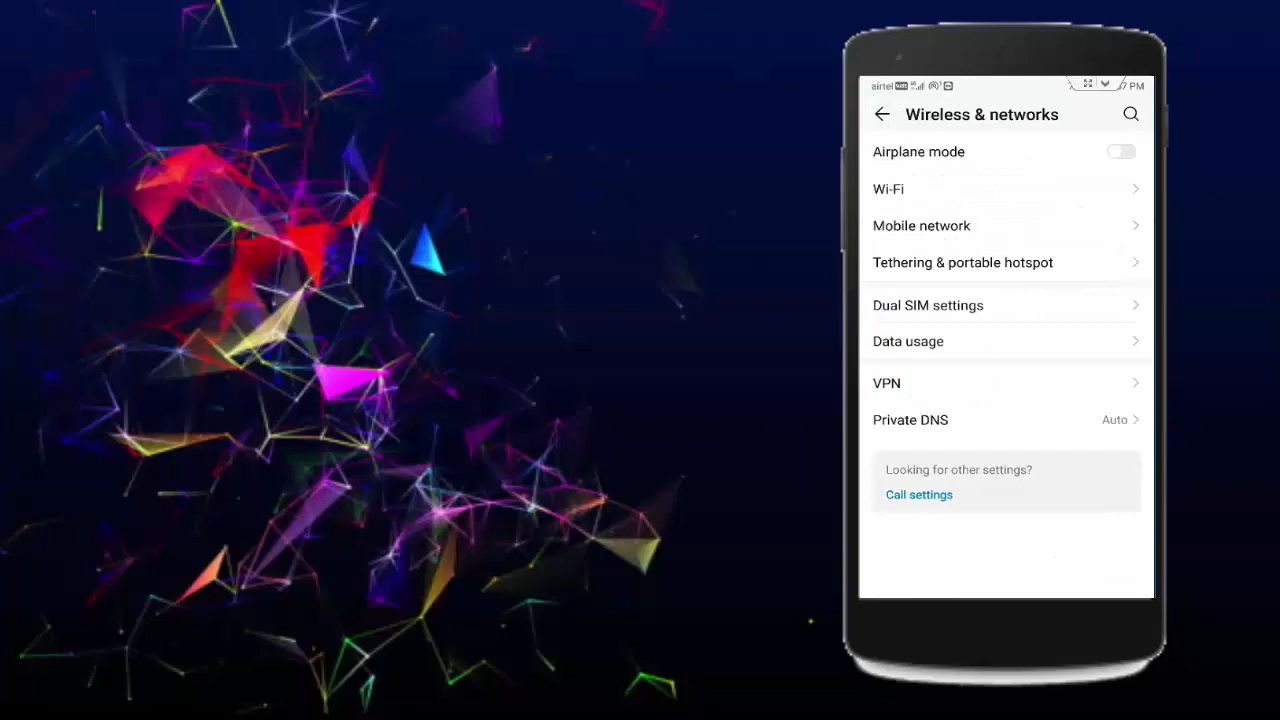 airtel
7 PM
Wireless & networks
Airplane mode
Wi-Fi
Mobile network
Tethering & portable hotspot
Dual SIM settings
Data usage
VPN
Private DNS Auto
Looking for other settings?
Call settings